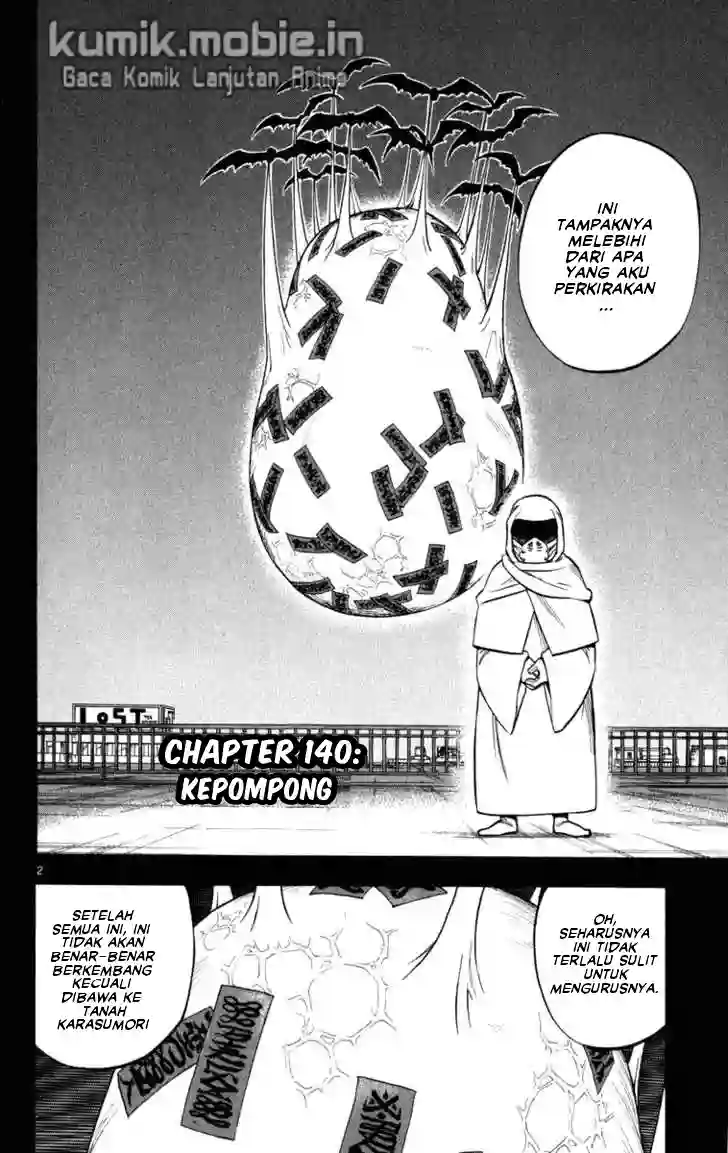 kumik.mobie.in
Gaca Komik Lanjutan Anime
INI
TAMPAKNYA
MELEBIHI
DARI APA
YANG AKU
PERKIRAKAN
...
LOST
CHAPTER 140:
KEPOMPONG
2
OH,
SEHARUSNYA
INI TIDAK
TERLALU SULIT
UNTUK
MENGURUSNYA.
SETELAH
SEMUA INI, INI
TIDAK AKAN
BENAR-BENAR
BERKEMBANG
KECUALI
DIBAWA KE
TANAH
KARASUMORI